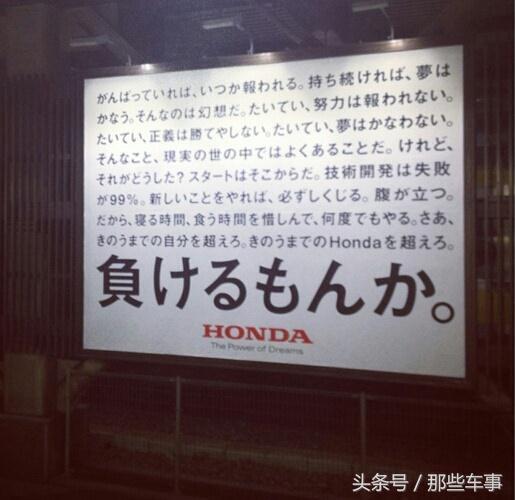 がんばっていれば、いつか報われる。持ち続ければ、夢は
かなう。そんなのは幻想だ。たいてい、努力は報われない。
たいてい、正義は勝てやしない。たいてい、夢はかなわない。
そんなこと、現実の世の中ではよくあることだ。けれど、
それがどうした？スタートはそこからだ。技術開発は失敗
が99%。新しいことをやれば、必ずしくじる。腹が立つ。
だから、寝る時間、食う時間を惜しんで、何度でもやる。さあ、
きのうまでの自分を超えろ。きのうまでのHondaを超えろ。
負けるもんか。
HONDA
The Power of Dreams
头条号 / 那些车事